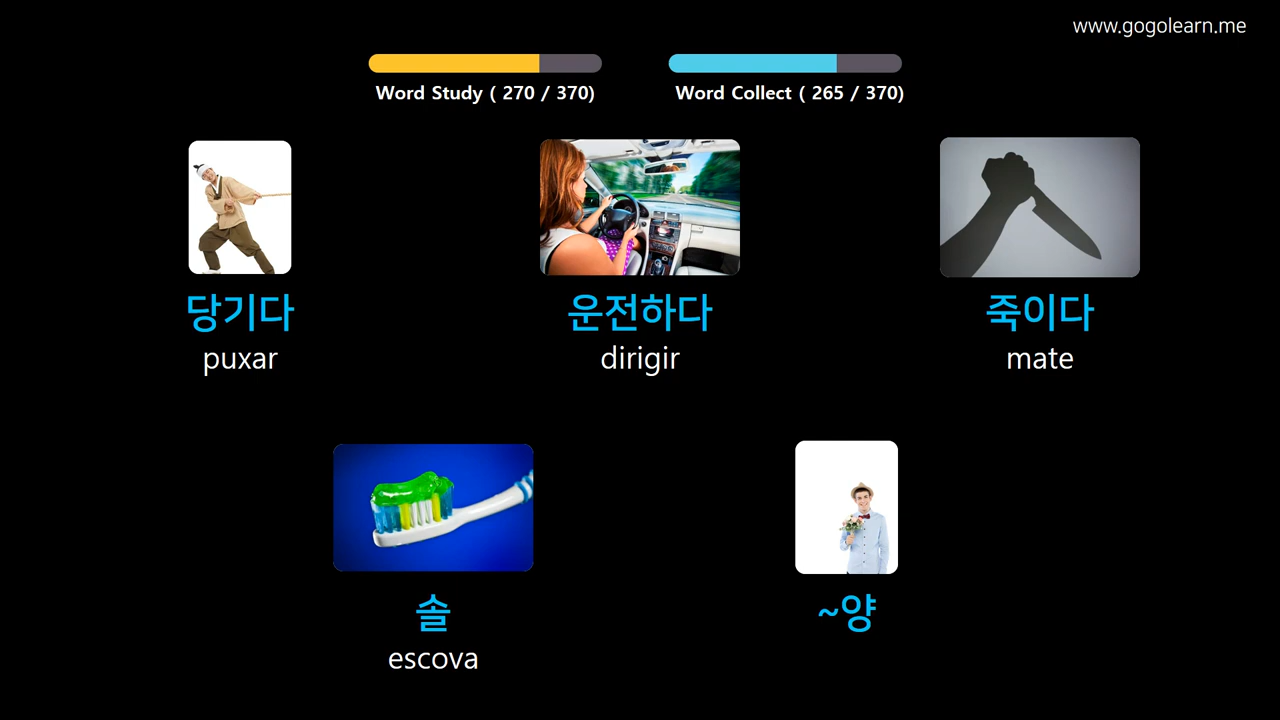 www.gogolearn.me
Word Study ( 270 / 370)
Word Collect ( 265 / 370)
당기다
puxar
운전하다
dirigir
죽이다
mate
솔
escova
~양